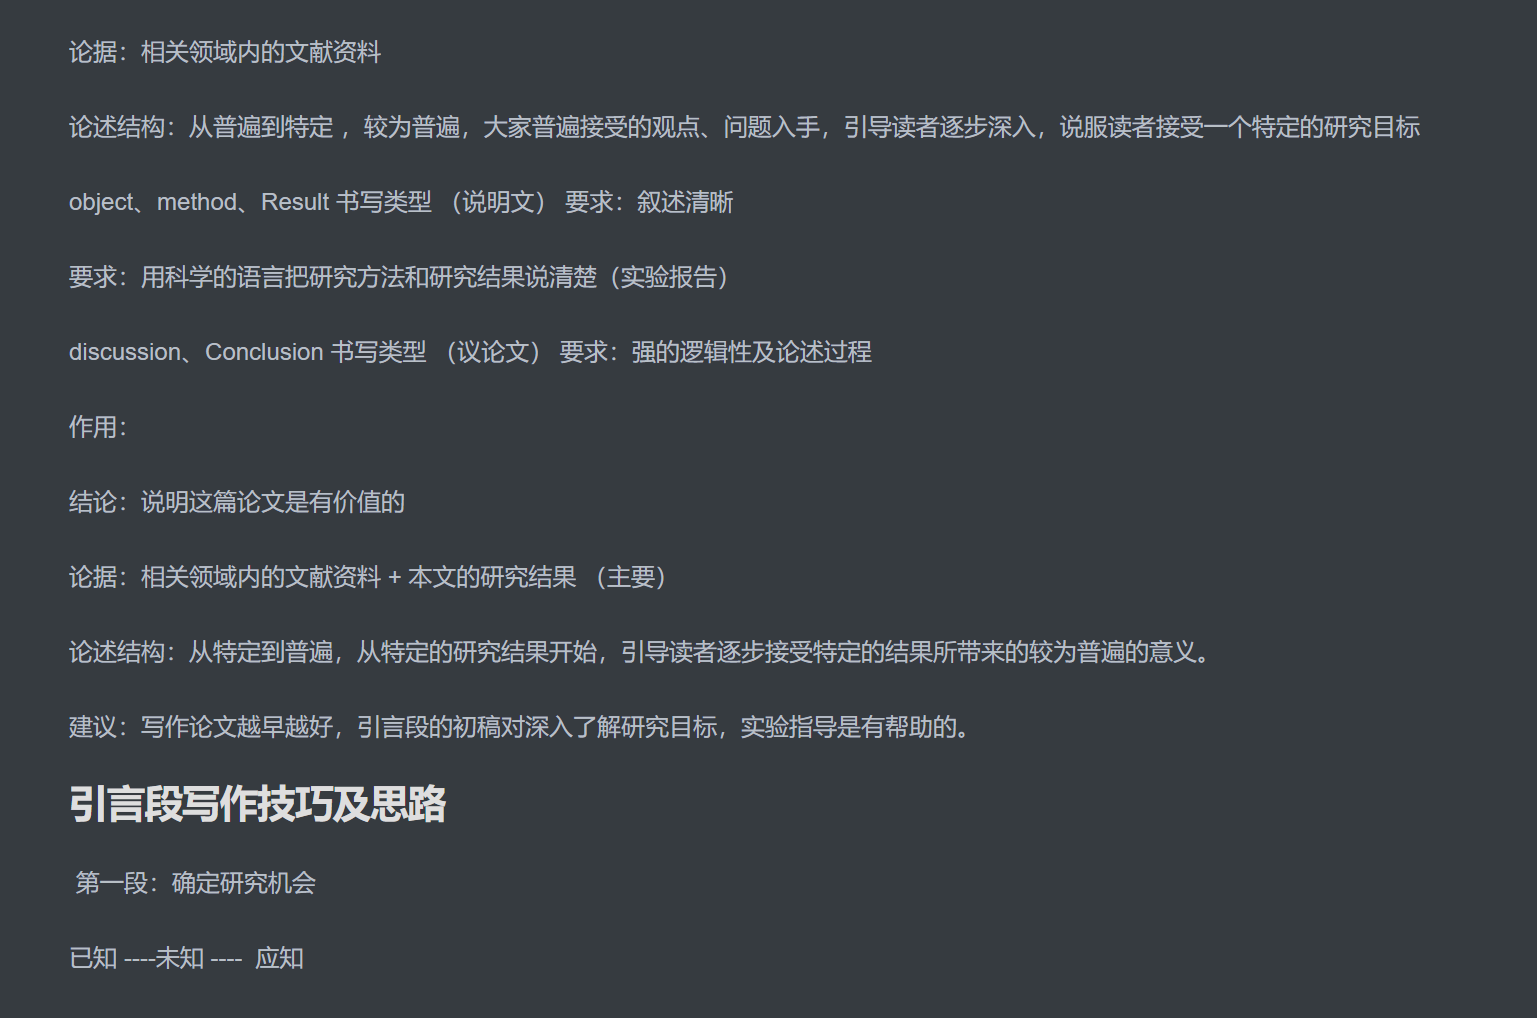 论据：相关领域内的文献资料
论述结构：从普遍到特定 ，较为普遍，大家普遍接受的观点、问题入手，引导读者逐步深入，说服读者接受一个特定的研究目标
object、method、Result 书写类型 （说明文） 要求：叙述清晰
要求：用科学的语言把研究方法和研究结果说清楚（实验报告）
discussion、Conclusion 书写类型 （议论文） 要求：强的逻辑性及论述过程
作用：
结论：说明这篇论文是有价值的
论据：相关领域内的文献资料 + 本文的研究结果 （主要）
论述结构：从特定到普遍，从特定的研究结果开始，引导读者逐步接受特定的结果所带来的较为普遍的意义。
建议：写作论文越早越好，引言段的初稿对深入了解研究目标，实验指导是有帮助的。
引言段写作技巧及思路
第一段：确定研究机会
已知 ----未知 ---- 应知